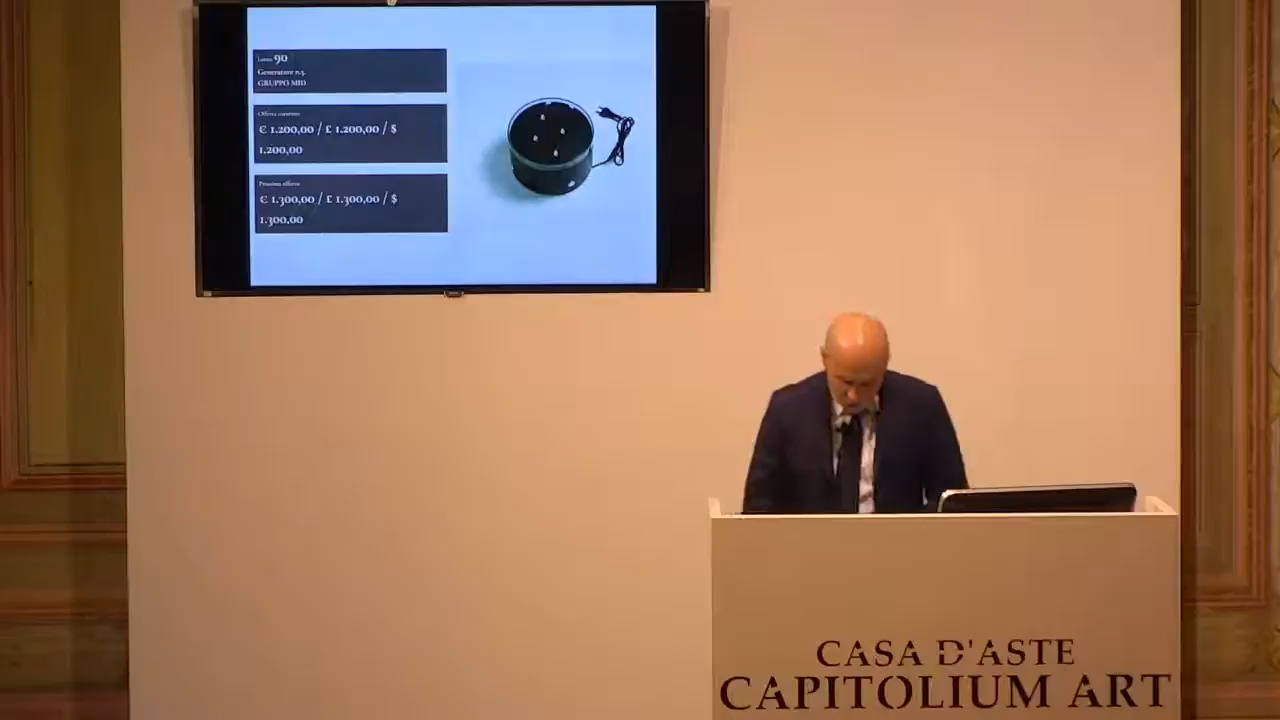 Lotto 90
Generatore n.5
GRUPPO MID
Offerta corrente
€ 1.200,00 / £ 1.200,00 / $
1.200,00
Prossima offerta
€ 1.300,00 / £ 1.300,00 / $
1.300,00
CASA D'ASTE
CAPITOLIUM ART